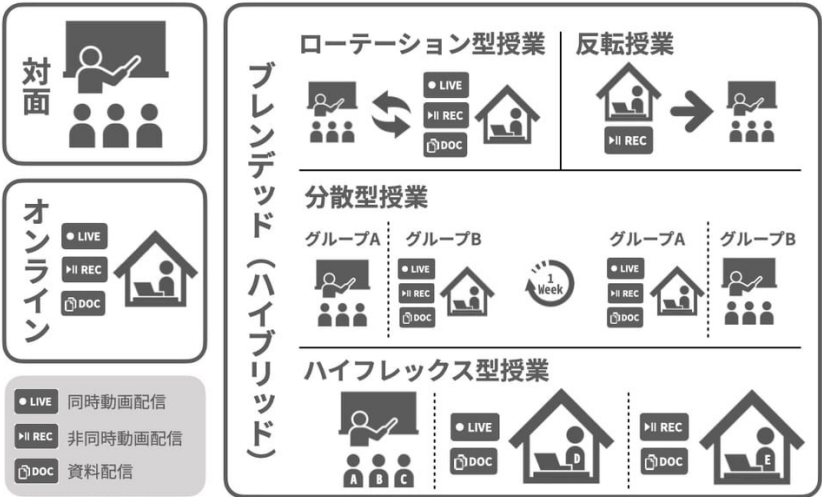 対面
オンライン
LIVE
REC
DOC
LIVE 同時動画配信
REC 非同時動画配信
DOC 資料配信
ブレンデッド（ハイブリッド）
ローテーション型授業
LIVE
REC
DOC
反転授業
REC
分散型授業
グループA
グループB
LIVE
REC
DOC
1
Week
グループA
LIVE
REC
DOC
グループB
ハイフレックス型授業
A B C
LIVE
DOC
D
REC
DOC
E